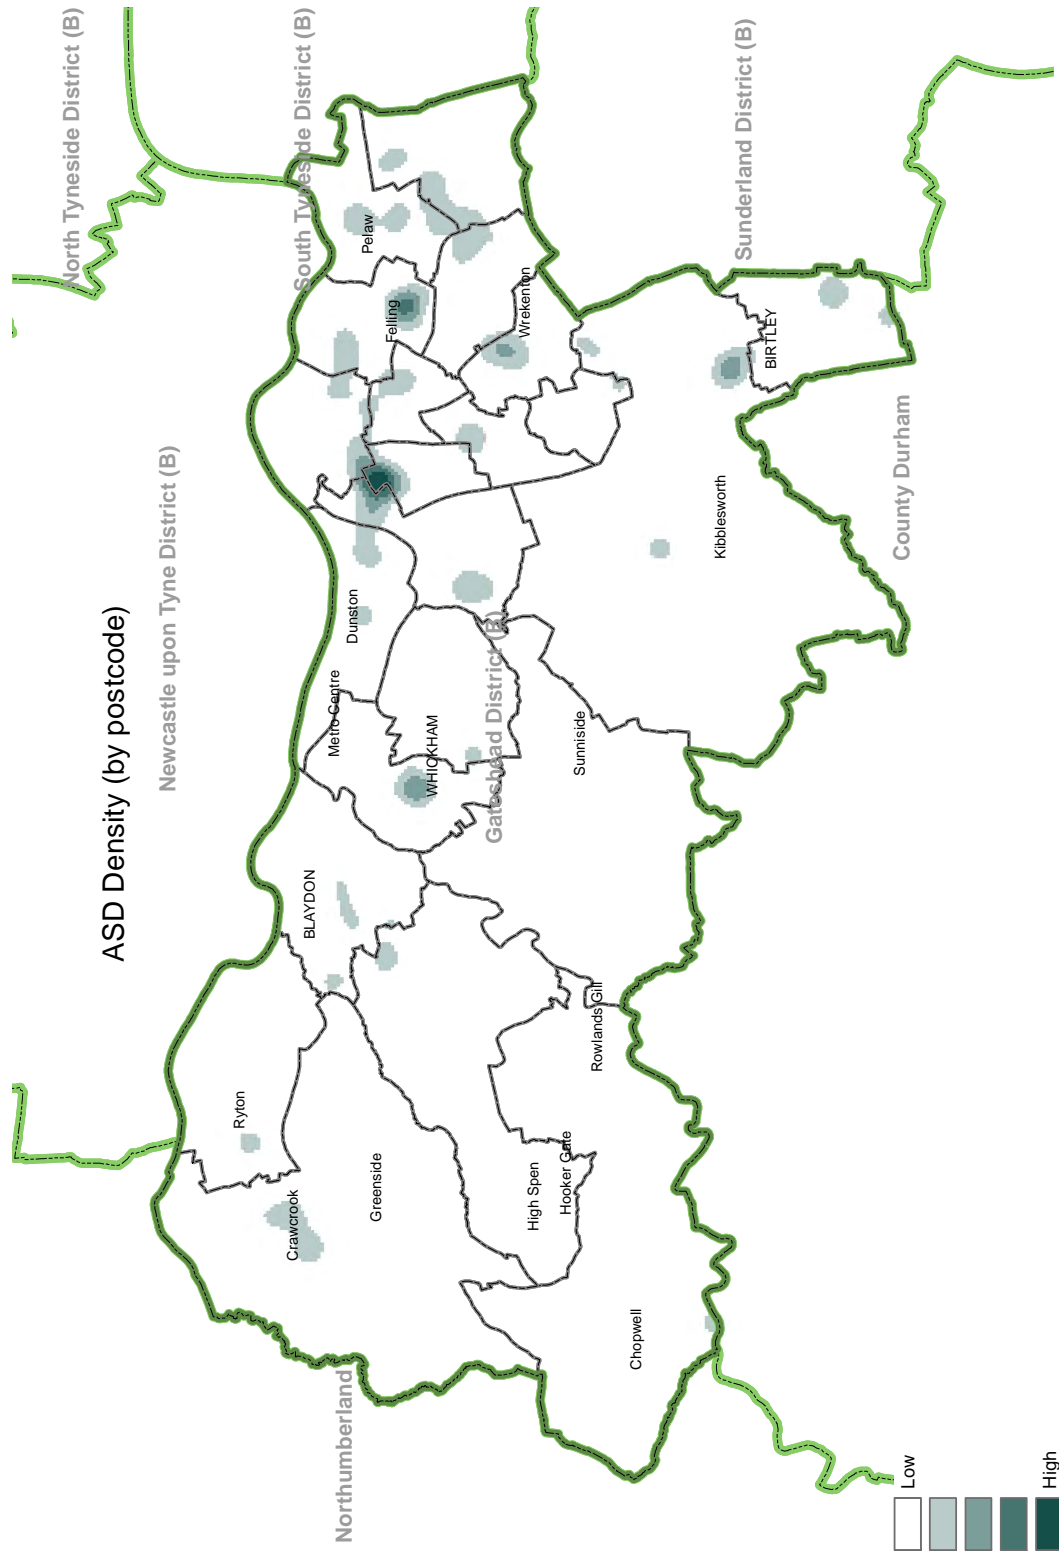 ASD Density (by postcode)
North Tyneside District (B)
South Tyneside District (B)
Newcastle upon Tyne District (B)
Sunderland District (B)
County Durham
Gateshead District (B)
Northumberland
Pelaw
Felling
Wrekenton
BIRTLEY
Kibblesworth
Dunston
Metro Centre
WHICKHAM
Sunniside
BLAYDON
Rowlands Gill
Ryton
Crawcrook
Greenside
High Spen
Hooker Gate
Chopwell
Low
High